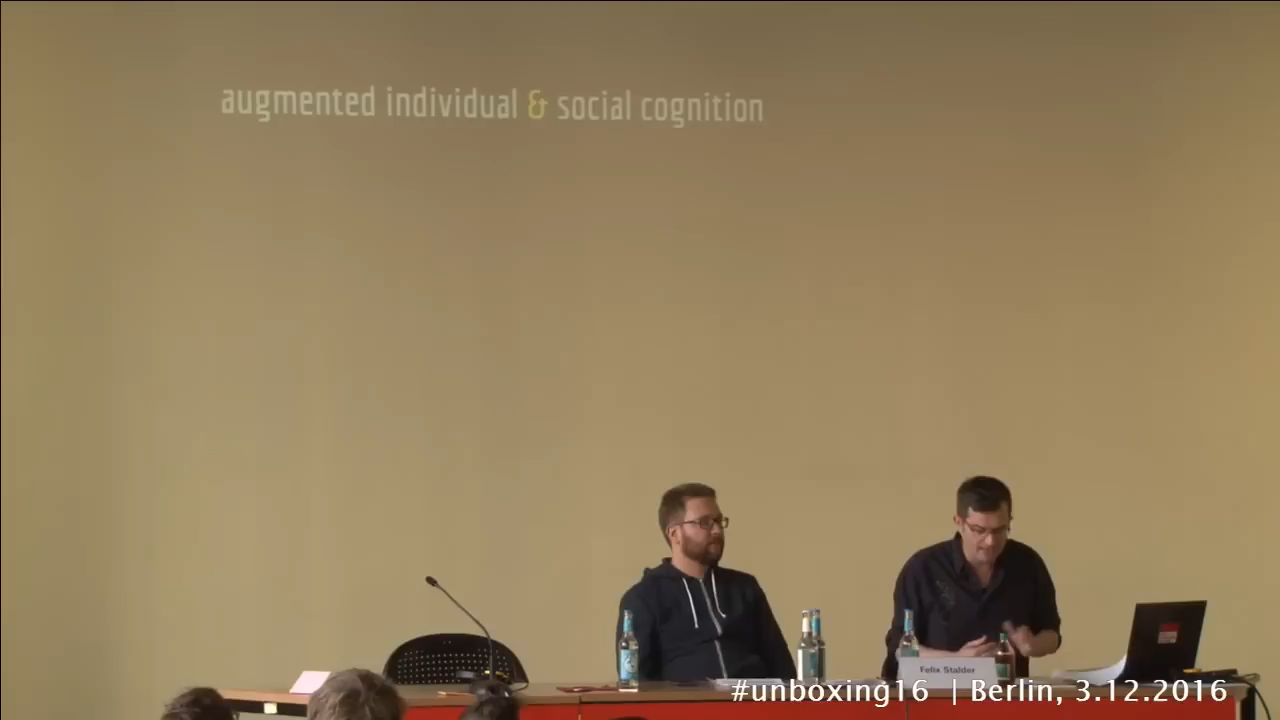 augmented individual & social cognition
Felix Stalder
#unboxing16 | Berlin, 3.12.2016